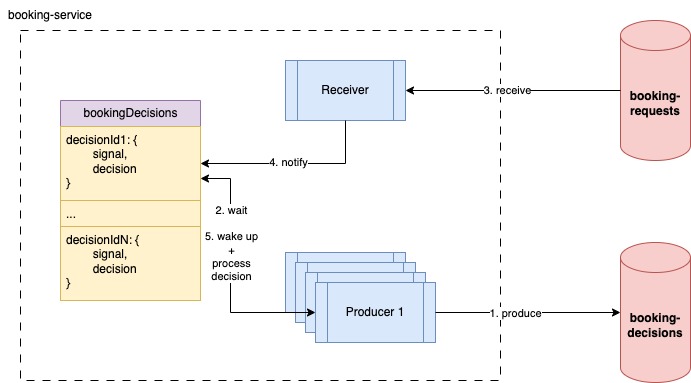 booking-service
bookingDecisions
decisionId1: {
signal,
decision
}
...
decisionIdN: {
signal,
decision
}
Receiver
3. receive
booking-
requests
4. notify
2. wait
5. wake up
+
process
decision
Producer 1
1. produce
booking-
decisions